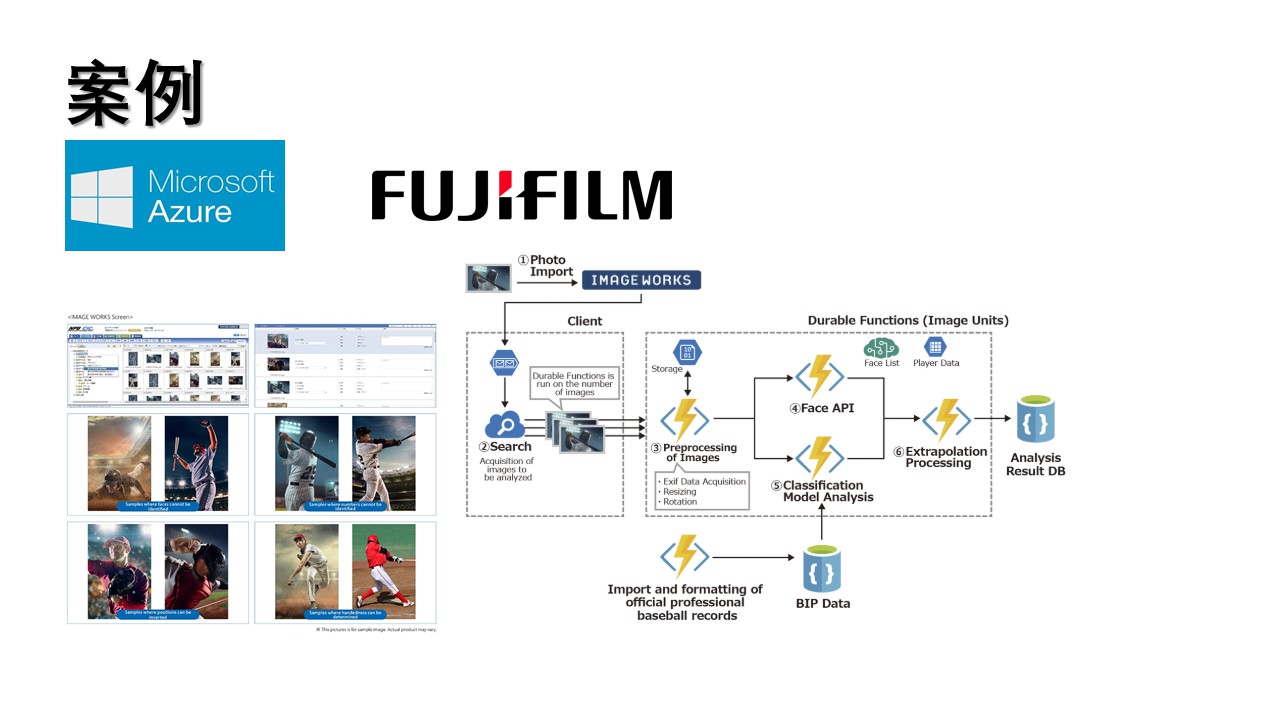 案例
Microsoft
Azure
FUJIFILM
①Photo
Import
IMAGEWORKS
<IMAGE WORKS Screen>
Client
Durable Functions (Image Units)
Storage
Face List
Player Data
Durable Functions is
run on the number
of images
②Search
Acquisition of
images to
be analyzed
③Preprocessing
of Images
・Exif Data Acquisition
・Resizing
・Rotation
④Face API
⑤Classification
Model Analysis
⑥Extrapolation
Processing
Analysis
Result DB
Import and formatting of
official professional
baseball records
BIP Data
Samples where faces cannot be
identified
Samples where numbers cannot be
identified
Samples where positions can be
inverted
Samples where handedness can be
determined
※ This pictures is for sample image. Actual product may vary.